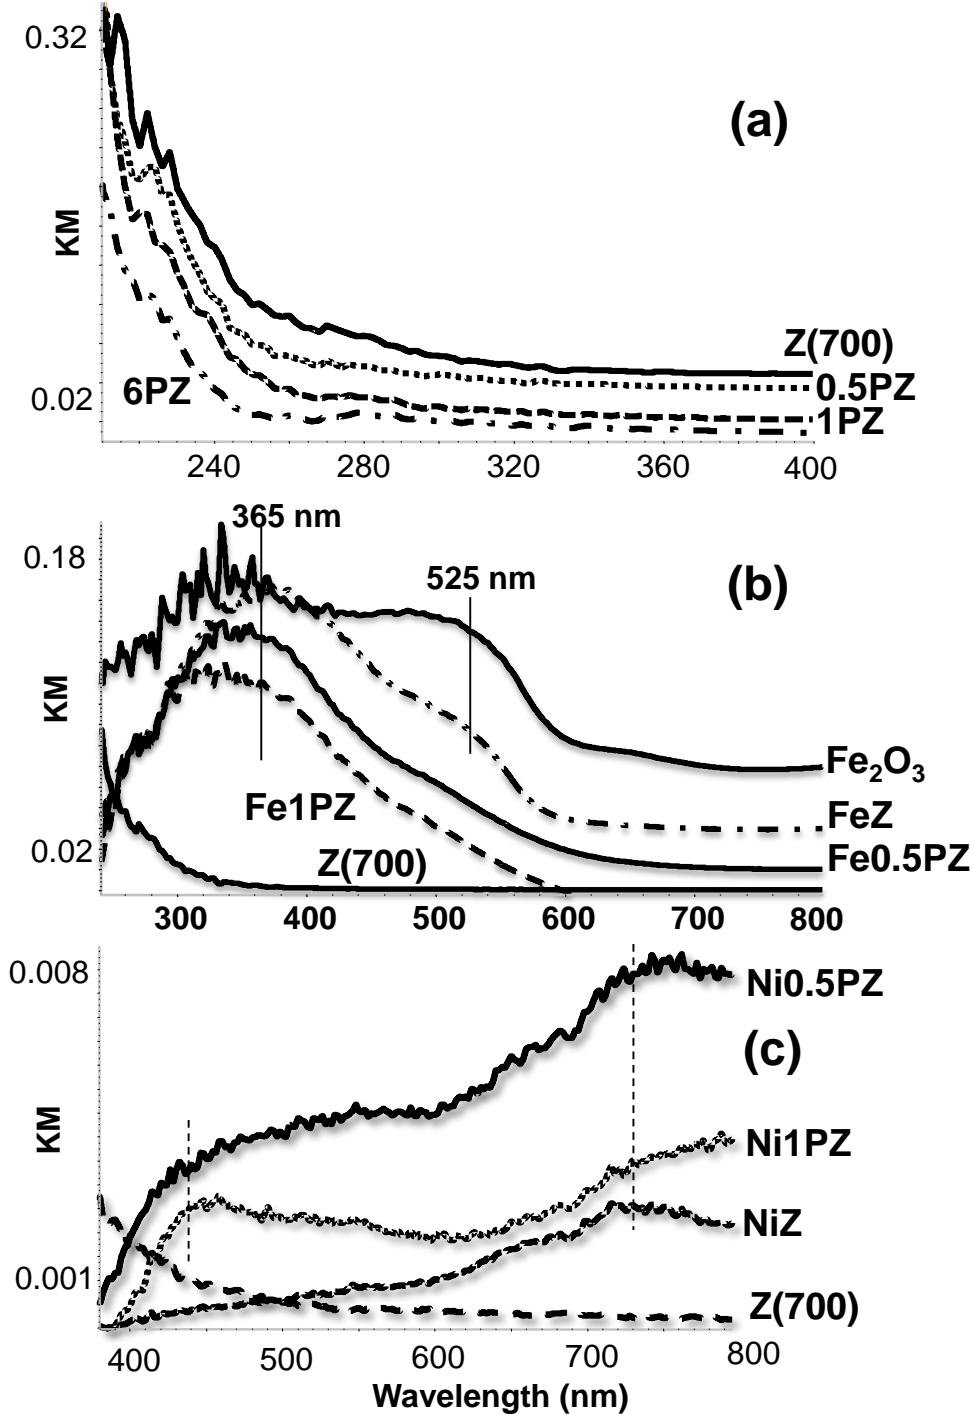 0.32
(a)
KM
Z(700)
0.5PZ
6PZ
0.02
1PZ
240 280 320 360 400
365 nm
0.18
525 nm
(b)
KM
Fe₂O₃
Fe1PZ
FeZ
0.02
Z(700)
Fe0.5PZ
300 400 500 600 700 800
0.008
Ni0.5PZ
(c)
KM
Ni1PZ
NiZ
0.001
Z(700)
400 500 600 700 800
Wavelength (nm)